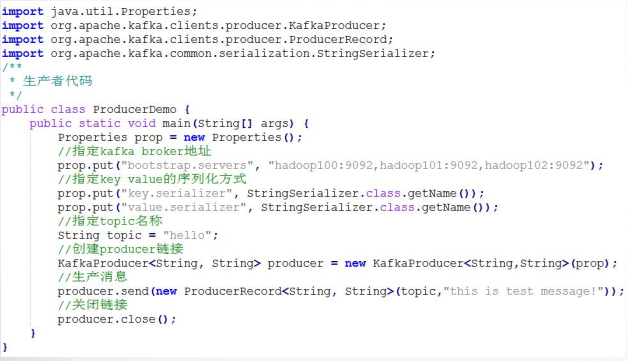 import java.util.Properties;
import org.apache.kafka.clients.producer.KafkaProducer;
import org.apache.kafka.clients.producer.ProducerRecord;
import org.apache.kafka.common.serialization.StringSerializer;
/**
 * 生产者代码
 */
public class ProducerDemo {
    public static void main(String[] args) {
        Properties prop = new Properties();
        //指定kafka broker地址
        prop.put("bootstrap.servers", "hadoop100:9092,hadoop101:9092,hadoop102:9092");
        //指定key value的序列化方式
        prop.put("key.serializer", StringSerializer.class.getName());
        prop.put("value.serializer", StringSerializer.class.getName());
        //指定topic名称
        String topic = "hello";
        //创建producer链接
        KafkaProducer<String, String> producer = new KafkaProducer<String,String>(prop);
        //生产消息
        producer.send(new ProducerRecord<String, String>(topic,"this is test message!"));
        //关闭链接
        producer.close();
    }
}